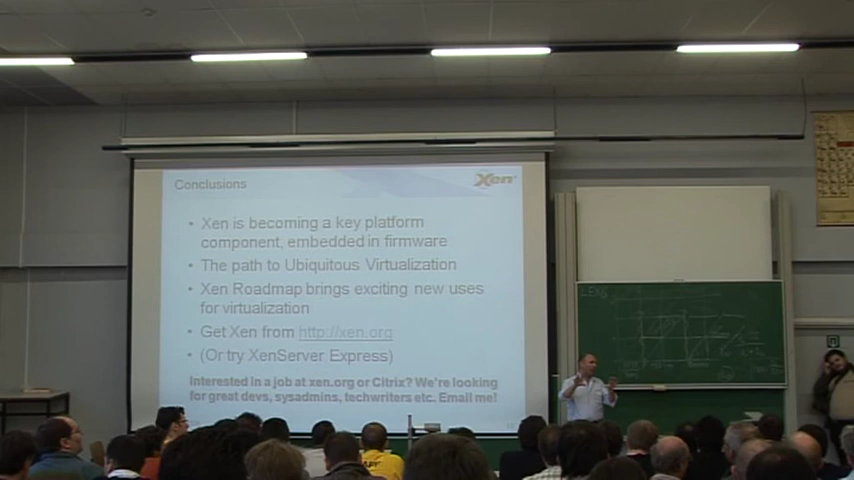 Conclusions
Xen
• Xen is becoming a key platform
component, embedded in firmware
• The path to Ubiquitous Virtualization
• Xen Roadmap brings exciting new uses
for virtualization
• Get Xen from http://xen.org
• (Or try XenServer Express)
Interested in a job at xen.org or Citrix? We're looking
for great devs, sysadmins, techwriters etc. Email me!